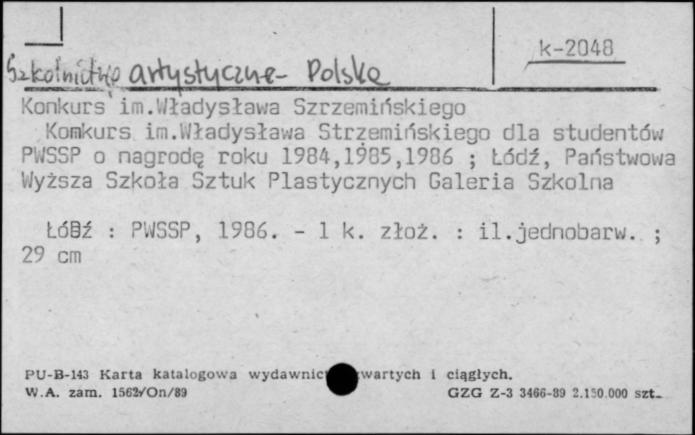 k-2048
Szkolnictwo artystyczne - Polska
Konkurs im.Władysława Szrzemińskiego
Komkurs im.Władysława Strzemińskiego dla studentów
PWSSP o nagrodę roku 1984,1985,1986 ; Łódź, Państwowa
Wyższa Szkoła Sztuk Plastycznych Galeria Szkolna
Łódź : PWSSP, 1986. - 1 k. złoż. : il.jednobarw. ;
29 cm
PU-B-143 Karta katalogowa wydawnic wartych i ciągłych.
W.A. zam. 1562/On/89 GZG Z-3 3466-89 2.150.000 szt.